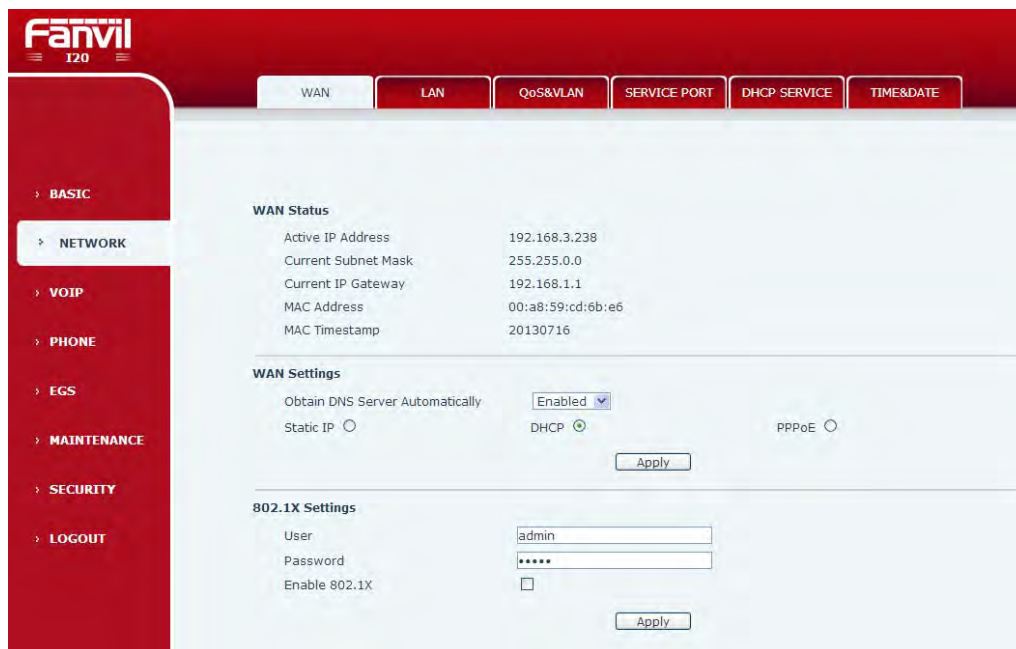 Fanvil
I20
WAN
LAN
QoS&VLAN
SERVICE PORT
DHCP SERVICE
TIME&DATE
BASIC
NETWORK
VOIP
PHONE
EGS
MAINTENANCE
SECURITY
LOGOUT
WAN Status
Active IP Address 192.168.3.238
Current Subnet Mask 255.255.0.0
Current IP Gateway 192.168.1.1
MAC Address 00:a8:59:cd:6b:e6
MAC Timestamp 20130716
WAN Settings
Obtain DNS Server Automatically Enabled
Static IP DHCP PPPoE
Apply
802.1X Settings
User admin
Password •••••
Enable 802.1X
Apply